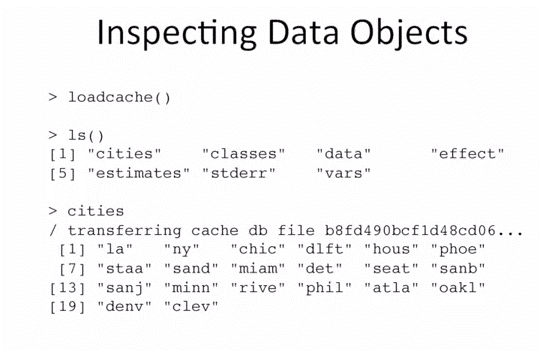 Inspecting Data Objects
> loadcache()
> ls()
[1] "cities"    "classes"   "data"      "effect"
[5] "estimates" "stderr"    "vars"
> cities
/ transferring cache db file b8fd490bcf1d48cd06...
 [1] "la"   "ny"   "chic" "dlft" "hous" "phoe"
 [7] "staa" "sand" "miam" "det"  "seat" "sanb"
[13] "sanj" "minn" "rive" "phil" "atla" "oakl"
[19] "denv" "clev"